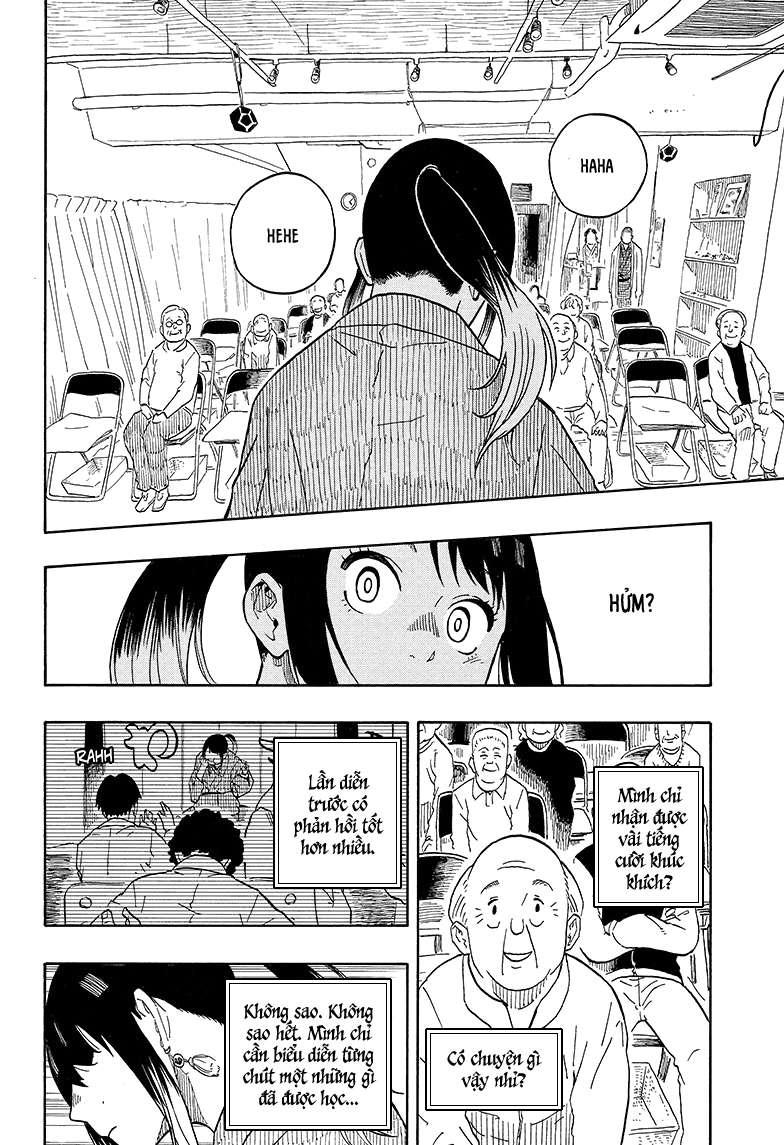 HAHA
HEHE
HỬM?
Mình chỉ
nhận được
vài tiếng
cười khúc
khích?
Có chuyện gì
vậy nhỉ?
RAHH
わ
Lần diễn
trước có
phản hồi tốt
hơn nhiều.
Không sao. Không
sao hết. Mình chỉ
cần biểu diễn từng
chút một những gì
đã được học...